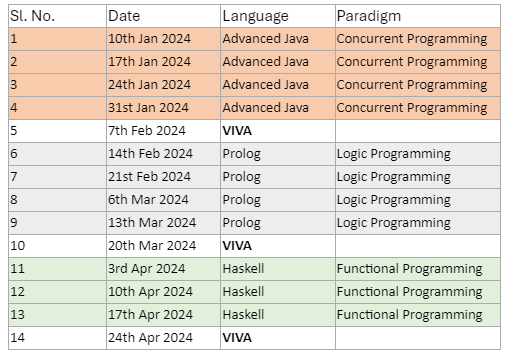 Sl. No. Date Language Paradigm
1 10th Jan 2024 Advanced Java Concurrent Programming
2 17th Jan 2024 Advanced Java Concurrent Programming
3 24th Jan 2024 Advanced Java Concurrent Programming
4 31st Jan 2024 Advanced Java Concurrent Programming
5 7th Feb 2024 VIVA
6 14th Feb 2024 Prolog Logic Programming
7 21st Feb 2024 Prolog Logic Programming
8 6th Mar 2024 Prolog Logic Programming
9 13th Mar 2024 Prolog Logic Programming
10 20th Mar 2024 VIVA
11 3rd Apr 2024 Haskell Functional Programming
12 10th Apr 2024 Haskell Functional Programming
13 17th Apr 2024 Haskell Functional Programming
14 24th Apr 2024 VIVA